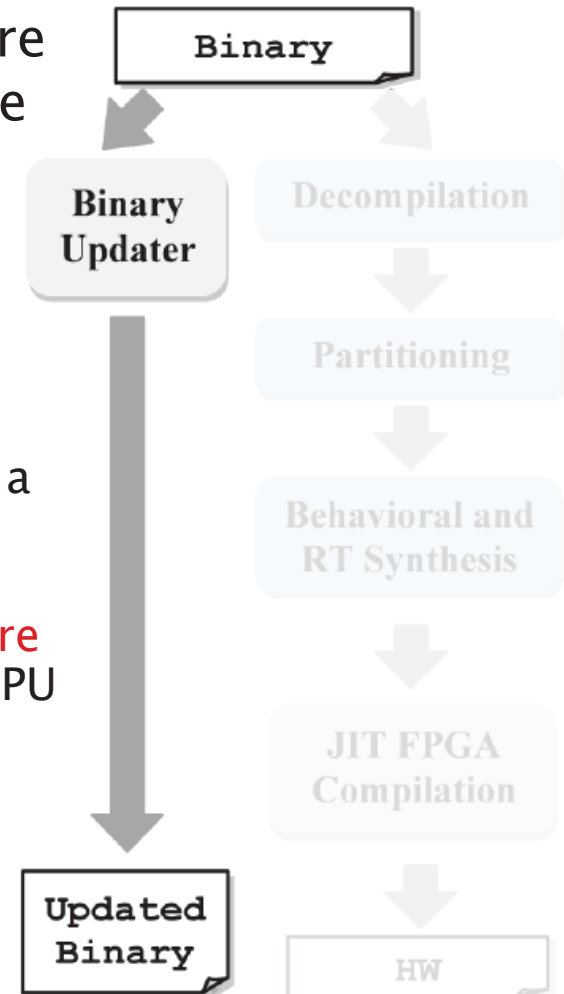 re
Binary
e
Binary
Updater
Decompilation
Partitioning
a
Behavioral and
RT Synthesis
re
PU
JIT FPGA
Compilation
Updated
Binary
HW